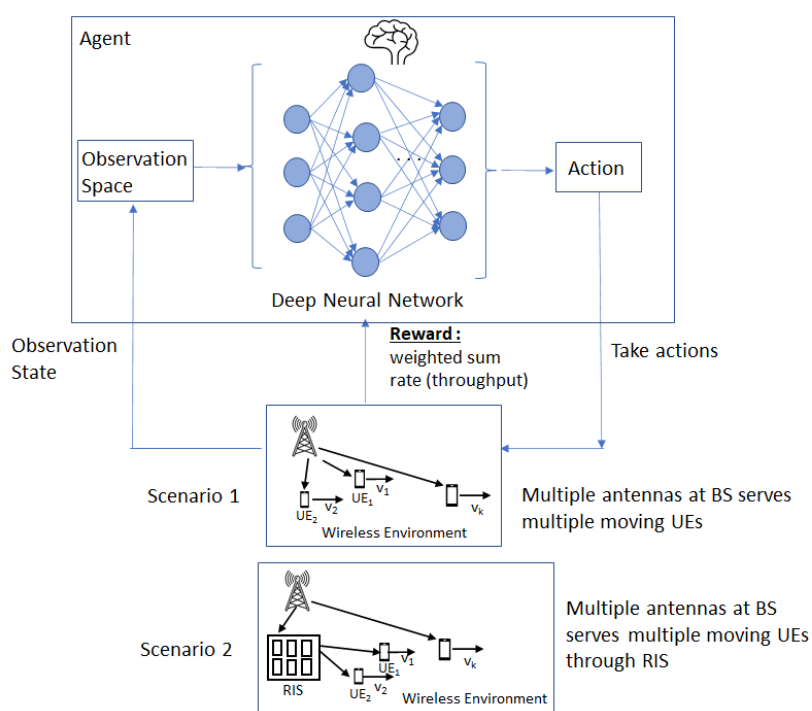 Agent
Observation
Space
. . .
Action
Deep Neural Network
Observation
State
Reward :
weighted sum
rate (throughput)
Take actions
Scenario 1
UE₂
v₂
UE₁
v₁
vₖ
Wireless Environment
Multiple antennas at BS serves
multiple moving UEs
Scenario 2
RIS
UE₁
v₁
UE₂
v₂
vₖ
Wireless Environment
Multiple antennas at BS
serves multiple moving UEs
through RIS